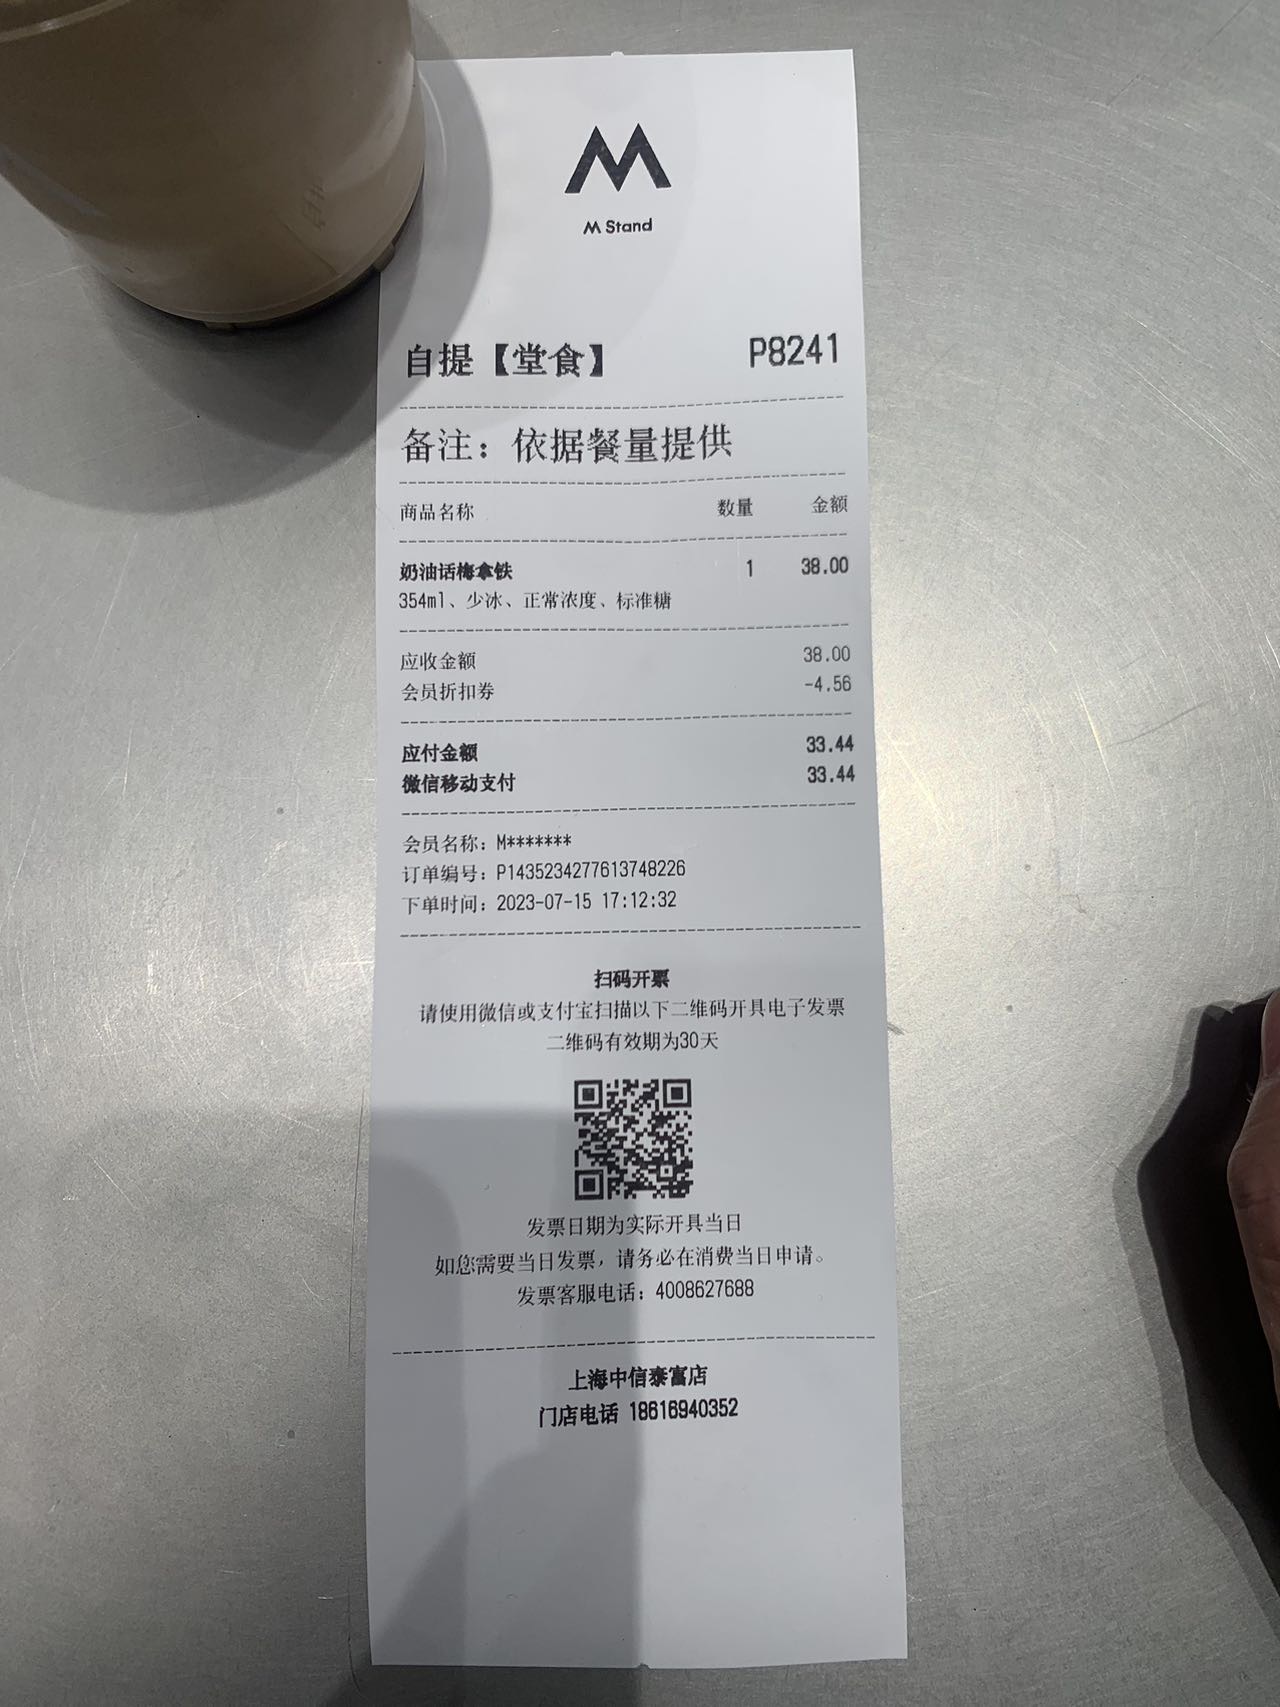 M Stand
自提【堂食】 P8241
备注：依据餐量提供
商品名称 数量 金额
奶油话梅拿铁 1 38.00
354ml、少冰、正常浓度、标准糖
应收金额 38.00
会员折扣券 -4.56
应付金额 33.44
微信移动支付 33.44
会员名称：M*******
订单编号：P1435234277613748226
下单时间：2023-07-15 17:12:32
扫码开票
请使用微信或支付宝扫描以下二维码开具电子发票
二维码有效期为30天
发票日期为实际开具当日
如您需要当日发票，请务必在消费当日申请。
发票客服电话：4008627688
上海中信泰富店
门店电话 18616940352